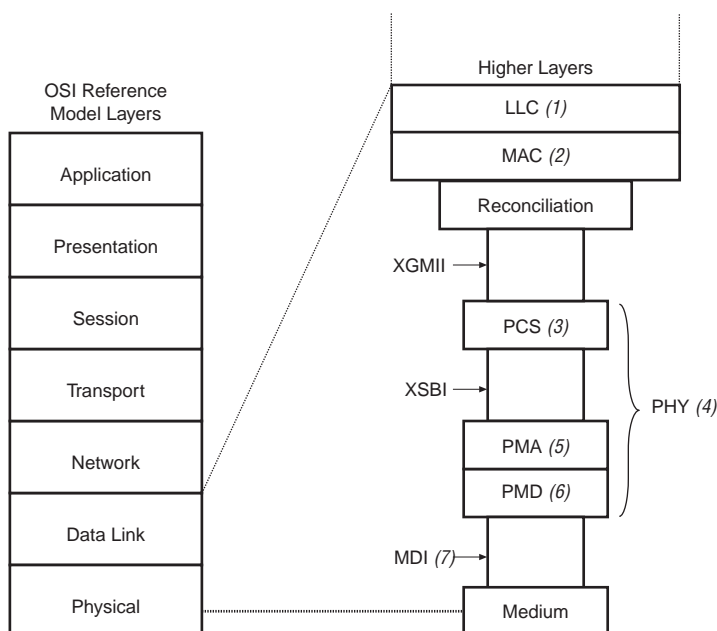 OSI Reference
Model Layers
Application
Presentation
Session
Transport
Network
Data Link
Physical
Higher Layers
LLC (1)
MAC (2)
Reconciliation
XGMII
PCS (3)
XSBI
PHY (4)
PMA (5)
PMD (6)
MDI (7)
Medium